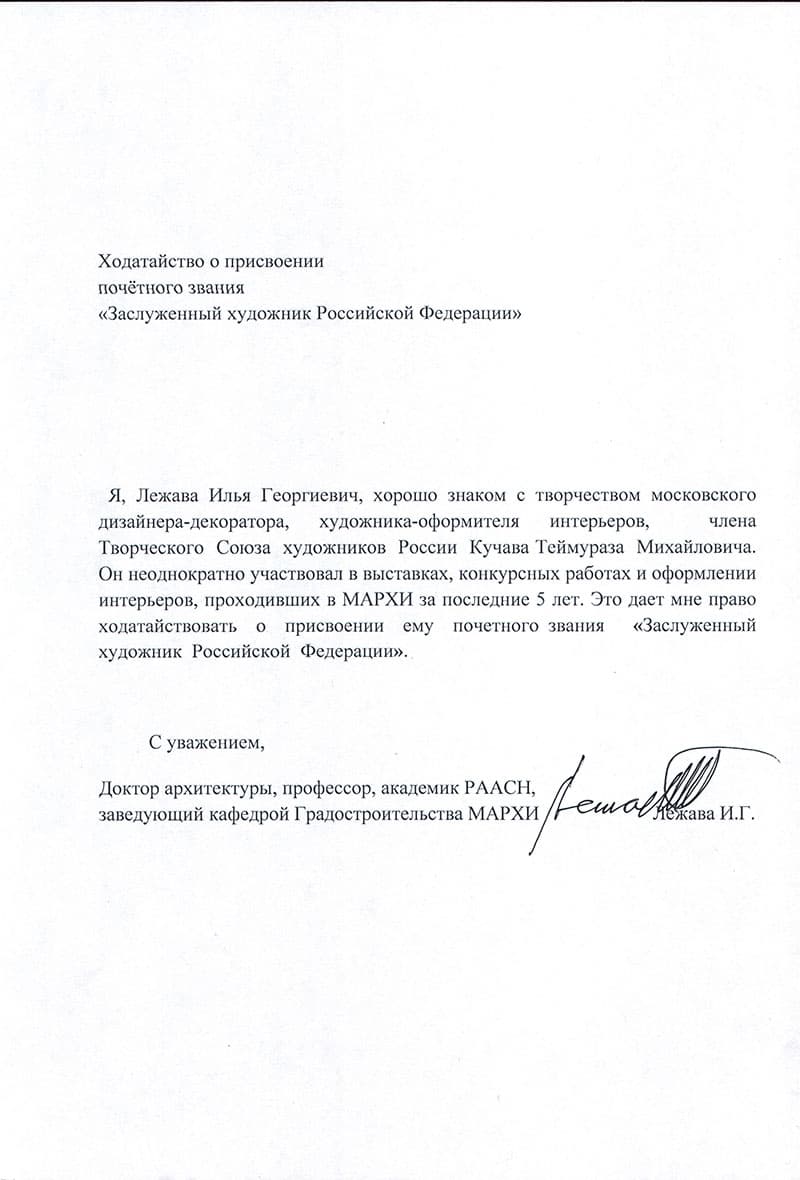 Ходатайство о присвоении
почётного звания
«Заслуженный художник Российской Федерации»
Я, Лежава Илья Георгиевич, хорошо знаком с творчеством московского
дизайнера-декоратора, художника-оформителя интерьеров, члена
Творческого Союза художников России Кучава Теймураза Михайловича.
Он неоднократно участвовал в выставках, конкурсных работах и оформлении
интерьеров, проходивших в МАРХИ за последние 5 лет. Это дает мне право
ходатайствовать о присвоении ему почетного звания «Заслуженный
художник Российской Федерации».
С уважением,
Доктор архитектуры, профессор, академик РААСН,
заведующий кафедрой Градостроительства МАРХИ Лежава И.Г.